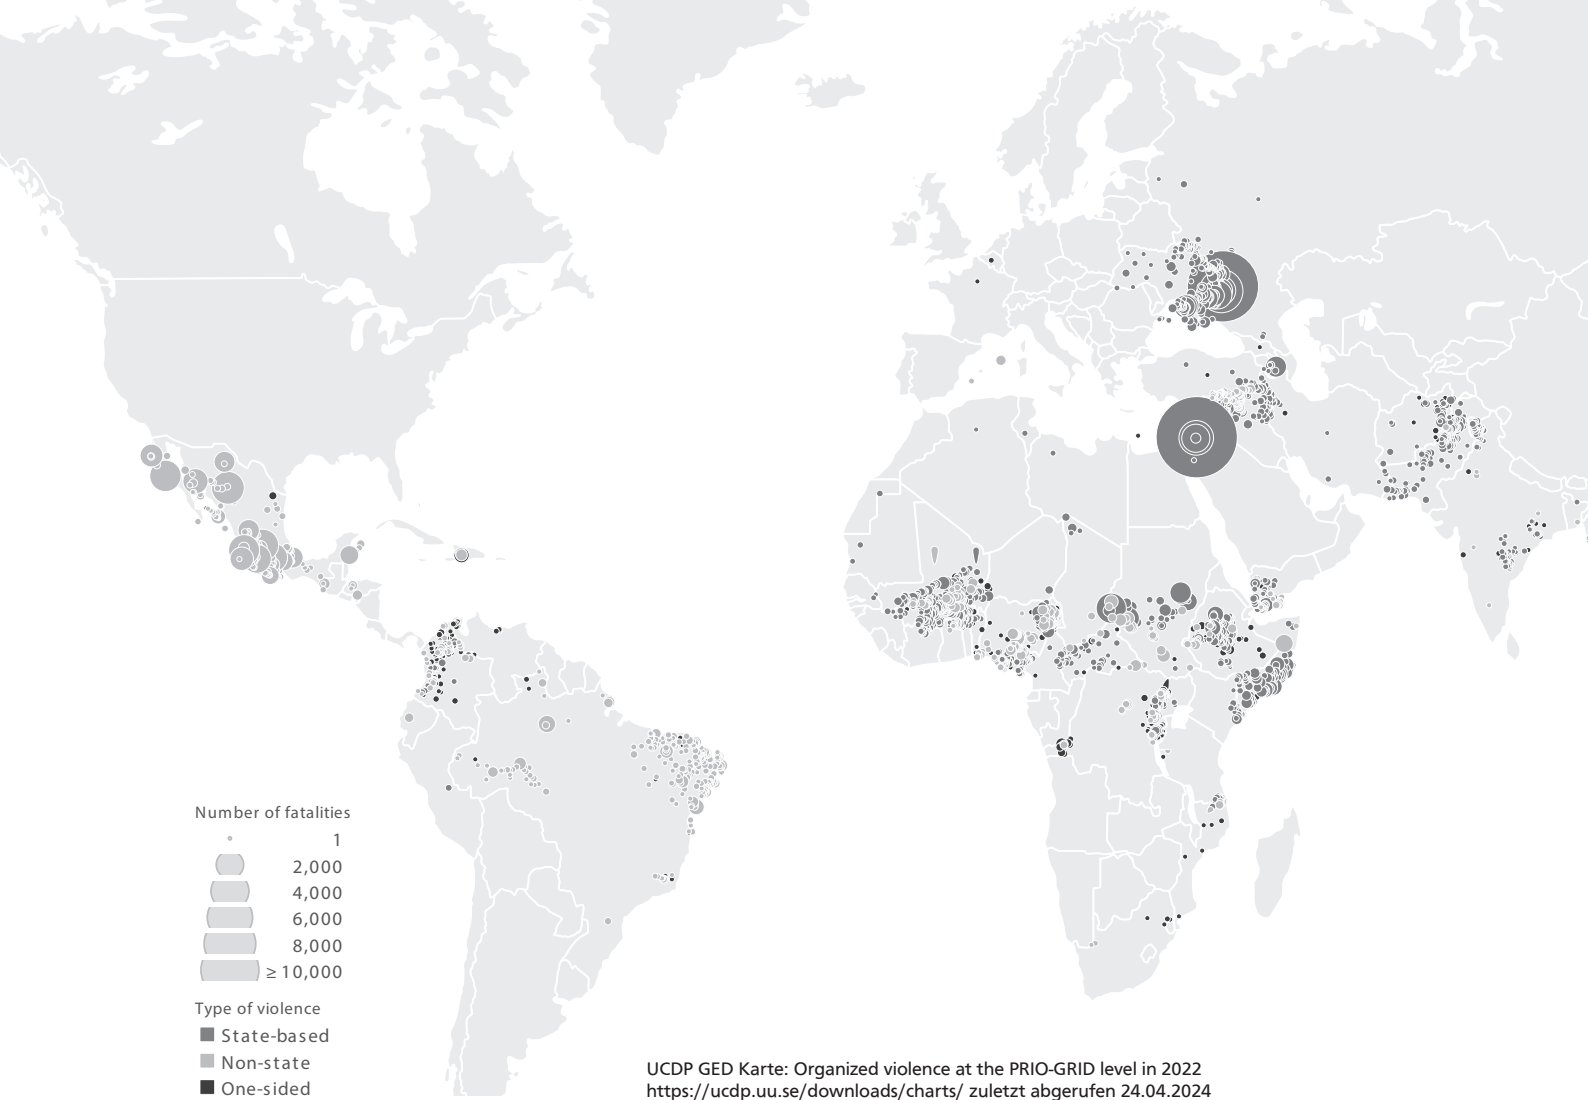 Number of fatalities
1
2,000
4,000
6,000
8,000
≥ 10,000
Type of violence
State-based
Non-state
One-sided
UCDP GED Karte: Organized violence at the PRIO-GRID level in 2022
https://ucdp.uu.se/downloads/charts/ zuletzt abgerufen 24.04.2024